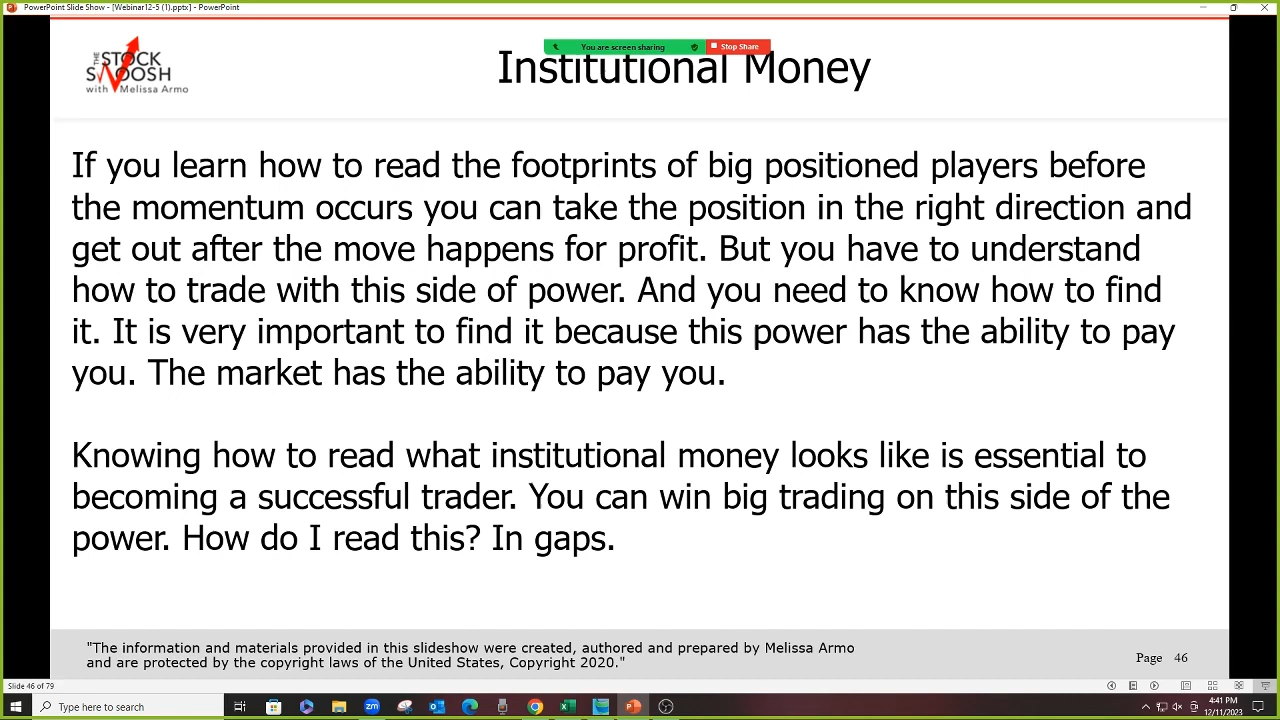 PowerPoint Slide Show - [Webinar12-5 (1).pptx] - PowerPoint
You are screen sharing
Stop Share
THE STOCK
SWOOSH
with Melissa Armo
Institutional Money
If you learn how to read the footprints of big positioned players before
the momentum occurs you can take the position in the right direction and
get out after the move happens for profit. But you have to understand
how to trade with this side of power. And you need to know how to find
it. It is very important to find it because this power has the ability to pay
you. The market has the ability to pay you.
Knowing how to read what institutional money looks like is essential to
becoming a successful trader. You can win big trading on this side of the
power. How do I read this? In gaps.
"The information and materials provided in this slideshow were created, authored and prepared by Melissa Armo
and are protected by the copyright laws of the United States, Copyright 2020."
Page 46
Slide 46 of 79
Type here to search
4:41 PM
12/11/2023